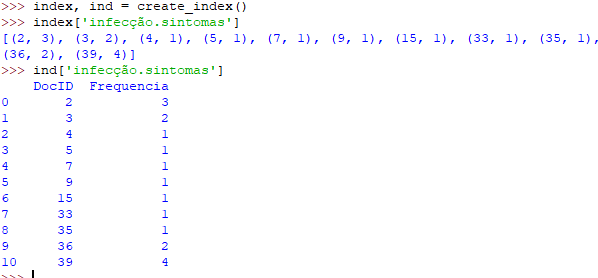 >>> index, ind = create_index()
>>> index['infecção.sintomas']
[(2, 3), (3, 2), (4, 1), (5, 1), (7, 1), (9, 1), (15, 1), (33, 1), (35, 1),
(36, 2), (39, 4)]
>>> ind['infecção.sintomas']
    DocID  Frequencia
0       2           3
1       3           2
2       4           1
3       5           1
4       7           1
5       9           1
6      15           1
7      33           1
8      35           1
9      36           2
10     39           4
>>>